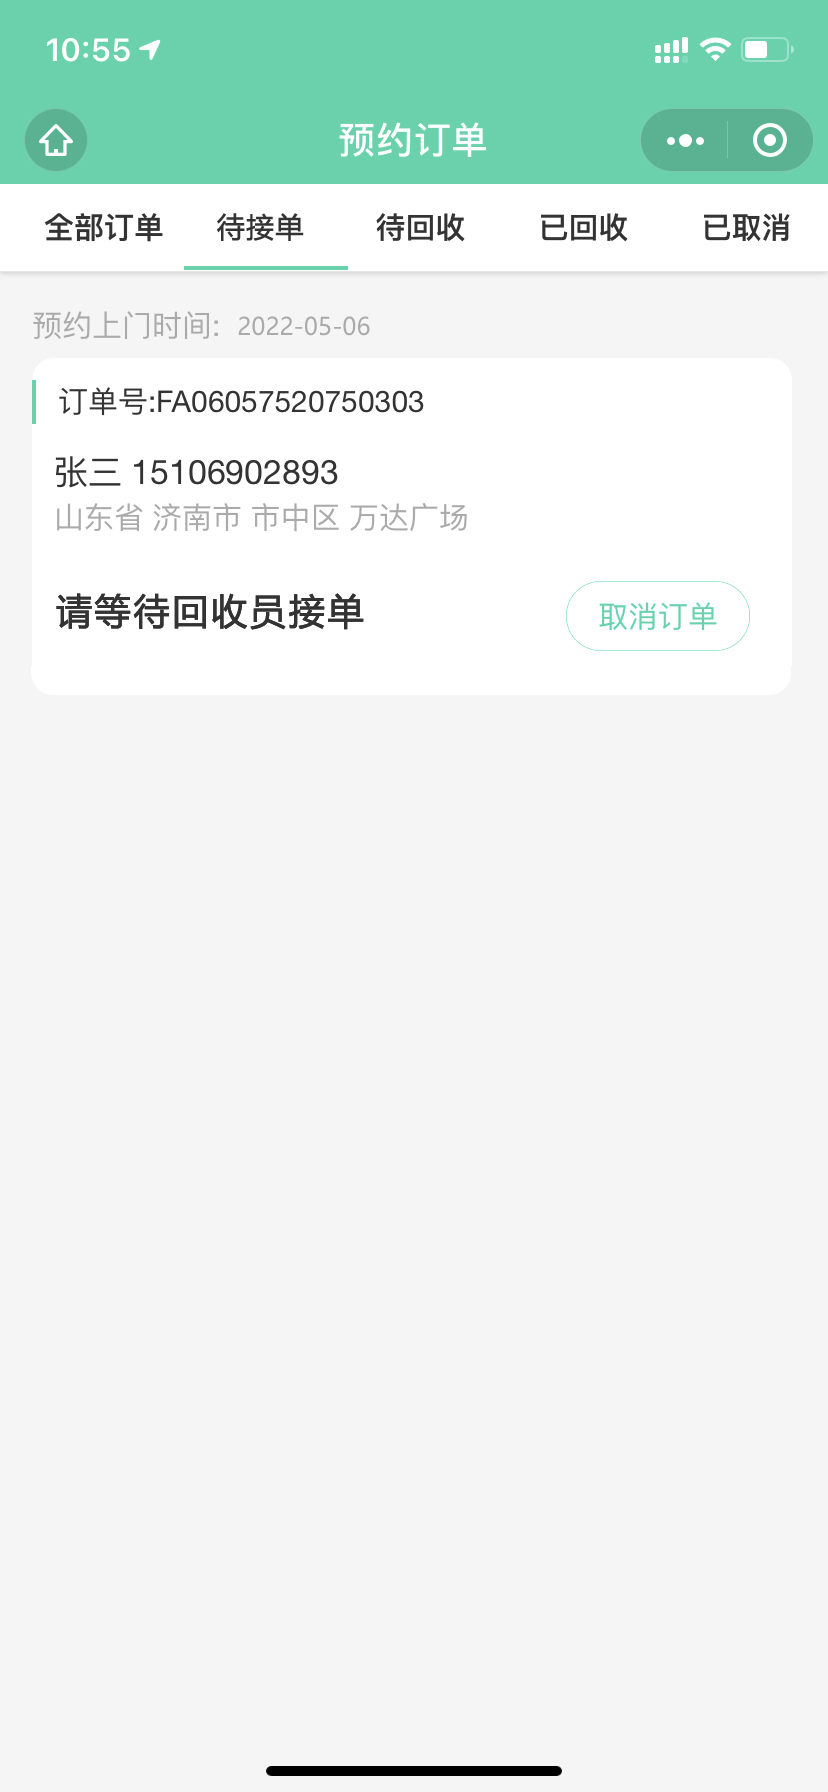 10:55
预约订单
全部订单 待接单 待回收 已回收 已取消
预约上门时间: 2022-05-06
订单号:FA06057520750303
张三 15106902893
山东省 济南市 市中区 万达广场
请等待回收员接单 取消订单